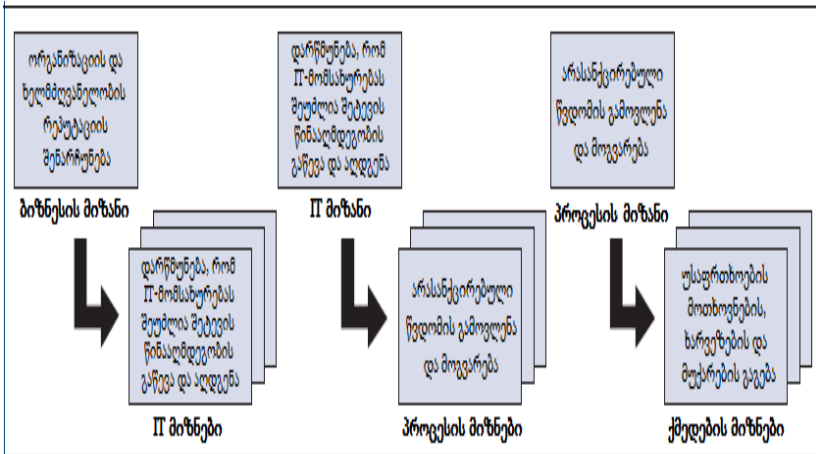 ორგანიზაციის და
ხელმძღვანელობის
რეპუტაციის
შენარჩუნება
ბიზნესის მიზანი
დარწმუნება, რომ
IT-მომსახურებას
შეუძლია შეტევის
წინააღმდეგობის
გაწევა და აღდგენა
IT მიზნები
დარწმუნება, რომ
IT-მომსახურებას
შეუძლია შეტევის
წინააღმდეგობის
გაწევა და აღდგენა
IT მიზანი
არასანქცირებული
წვდომის გამოვლენა
და მოგვარება
პროცესის მიზნები
არასანქცირებული
წვდომის გამოვლენა
და მოგვარება
პროცესის მიზანი
უსაფრთხოების
მოთხოვნების,
ხარვეზების და
მუქარების გაგება
ქმედების მიზნები